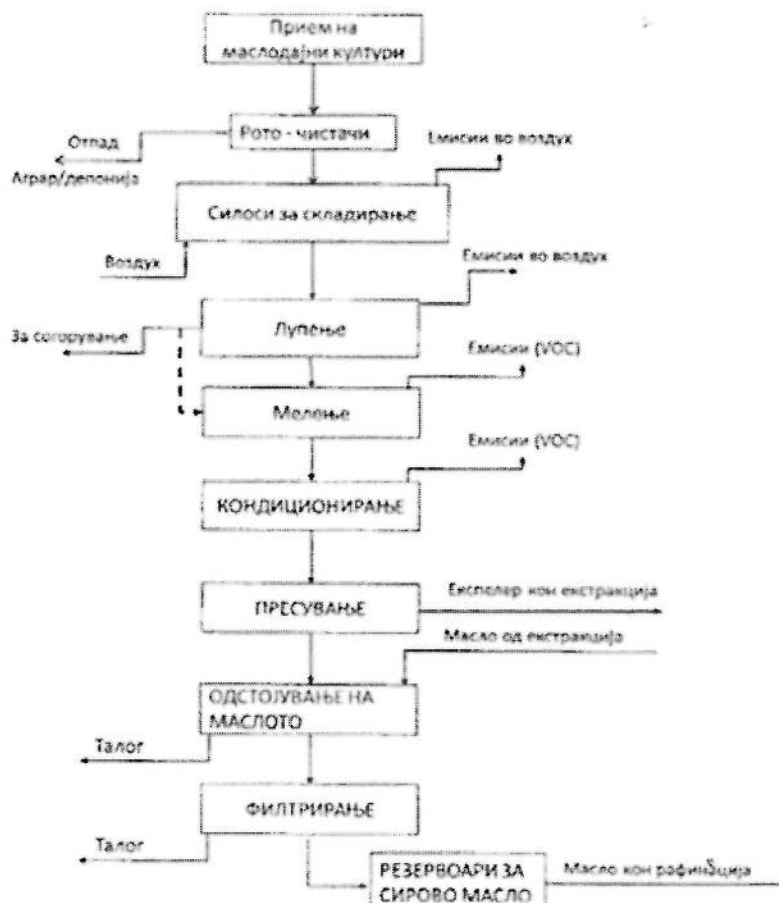 Прием на
маслодајни култури
Рото - чистачи
Отпад
Аграр/депонија
Емисии во воздух
Силоси за складирање
Воздух
Емисии во воздух
Лупење
За согорување
Емисии (VOC)
Мелење
Емисии (VOC)
КОНДИЦИОНИРАЊЕ
ПРЕСУВАЊЕ
Експолер кон екстракција
Масло од екстракција
ОДСТОЈУВАЊЕ НА
МАСЛОТО
Талог
ФИЛТРИРАЊЕ
Талог
РЕЗЕРВОАРИ ЗА
СИРОВО МАСЛО
Масло кон рафинација